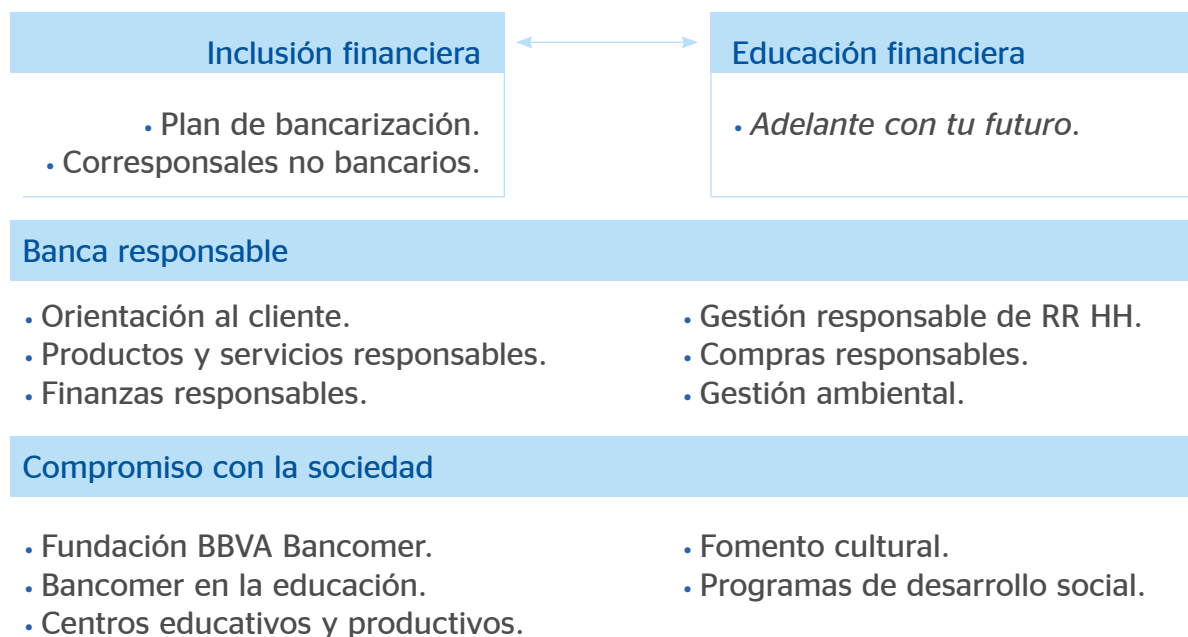 Inclusión financiera
• Plan de bancarización.
• Corresponsales no bancarios.
Educación financiera
• Adelante con tu futuro.
Banca responsable
• Orientación al cliente.
• Productos y servicios responsables.
• Finanzas responsables.
• Gestión responsable de RR HH.
• Compras responsables.
• Gestión ambiental.
Compromiso con la sociedad
• Fundación BBVA Bancomer.
• Bancomer en la educación.
• Centros educativos y productivos.
• Fomento cultural.
• Programas de desarrollo social.